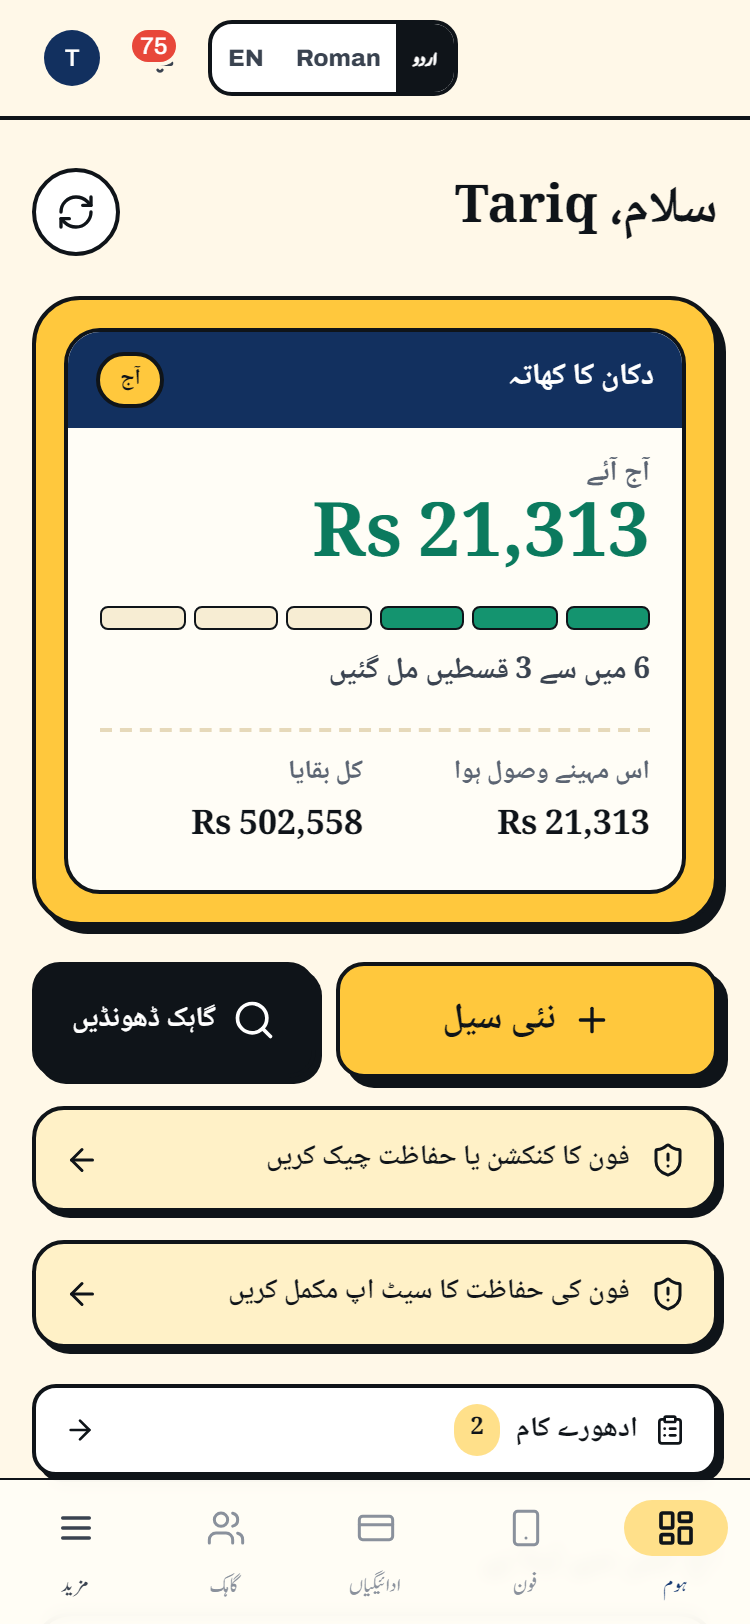 T
75
EN Roman اردو
سلام، Tariq
دکان کا کھاتہ
آج
آج آئے
Rs 21,313
6 میں سے 3 قسطیں مل گئیں
اس مہینے وصول ہوا
Rs 21,313
کل بقایا
Rs 502,558
نئی سیل
گاہک ڈھونڈیں
فون کا کنکشن یا حفاظت چیک کریں
فون کی حفاظت کا سیٹ اپ مکمل کریں
ادھورے کام 2
ہوم
فون
ادائیگیاں
گاہک
مزید